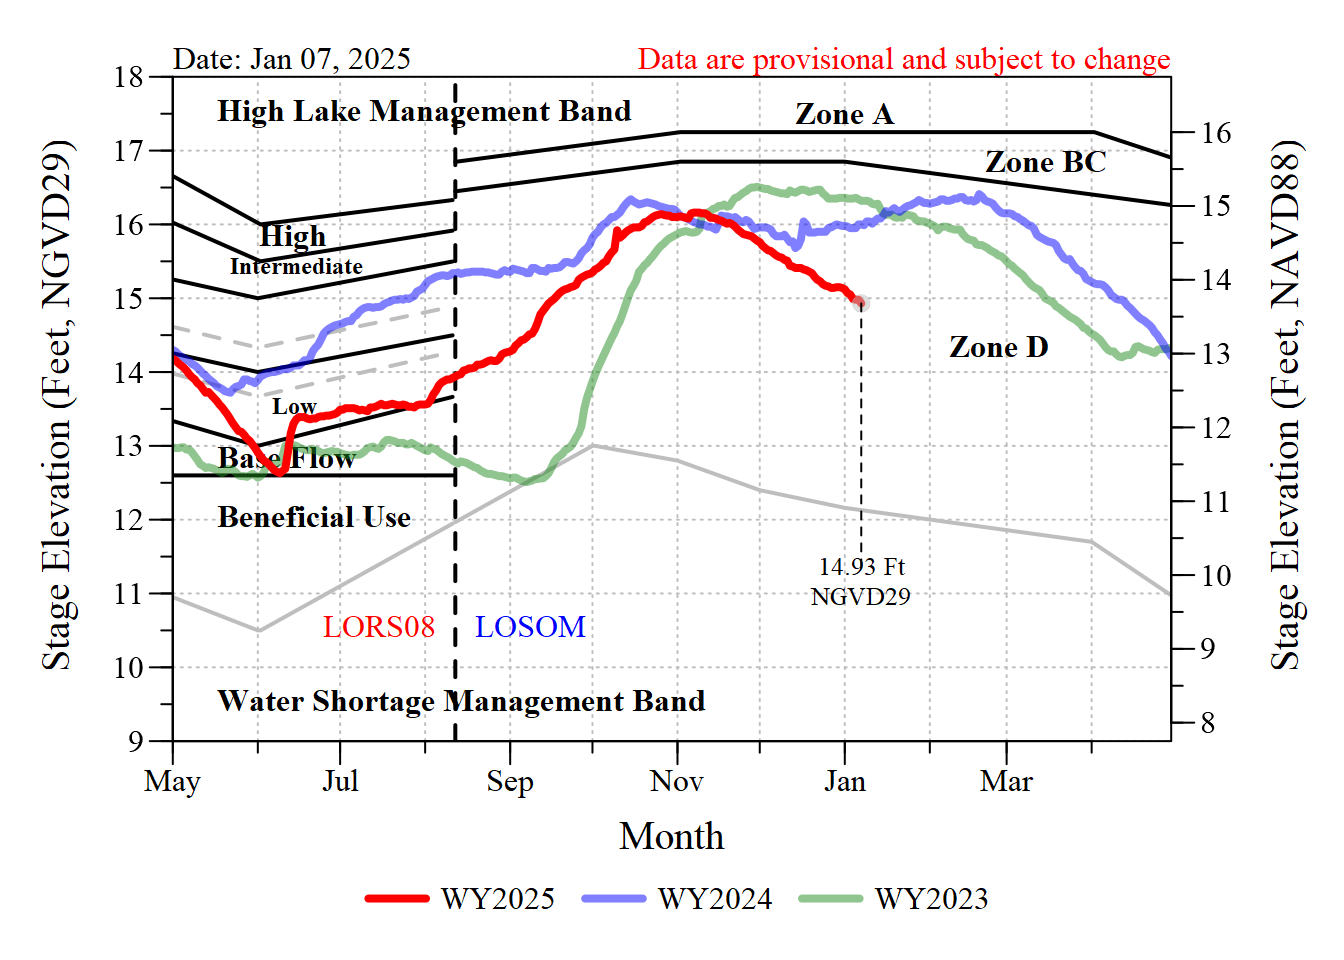 Date: Jan 07, 2025
Data are provisional and subject to change
Stage Elevation (Feet, NGVD29)
18
17
16
15
14
13
12
11
10
9
High Lake Management Band
High
Intermediate
Low
Base Flow
Beneficial Use
LORS08
LOSOM
Water Shortage Management Band
Zone A
Zone BC
Zone D
14.93 Ft
NGVD29
16
15
14
13
12
11
10
9
8
Stage Elevation (Feet, NAVD88)
May
Jul
Sep
Nov
Jan
Mar
Month
WY2025
WY2024
WY2023